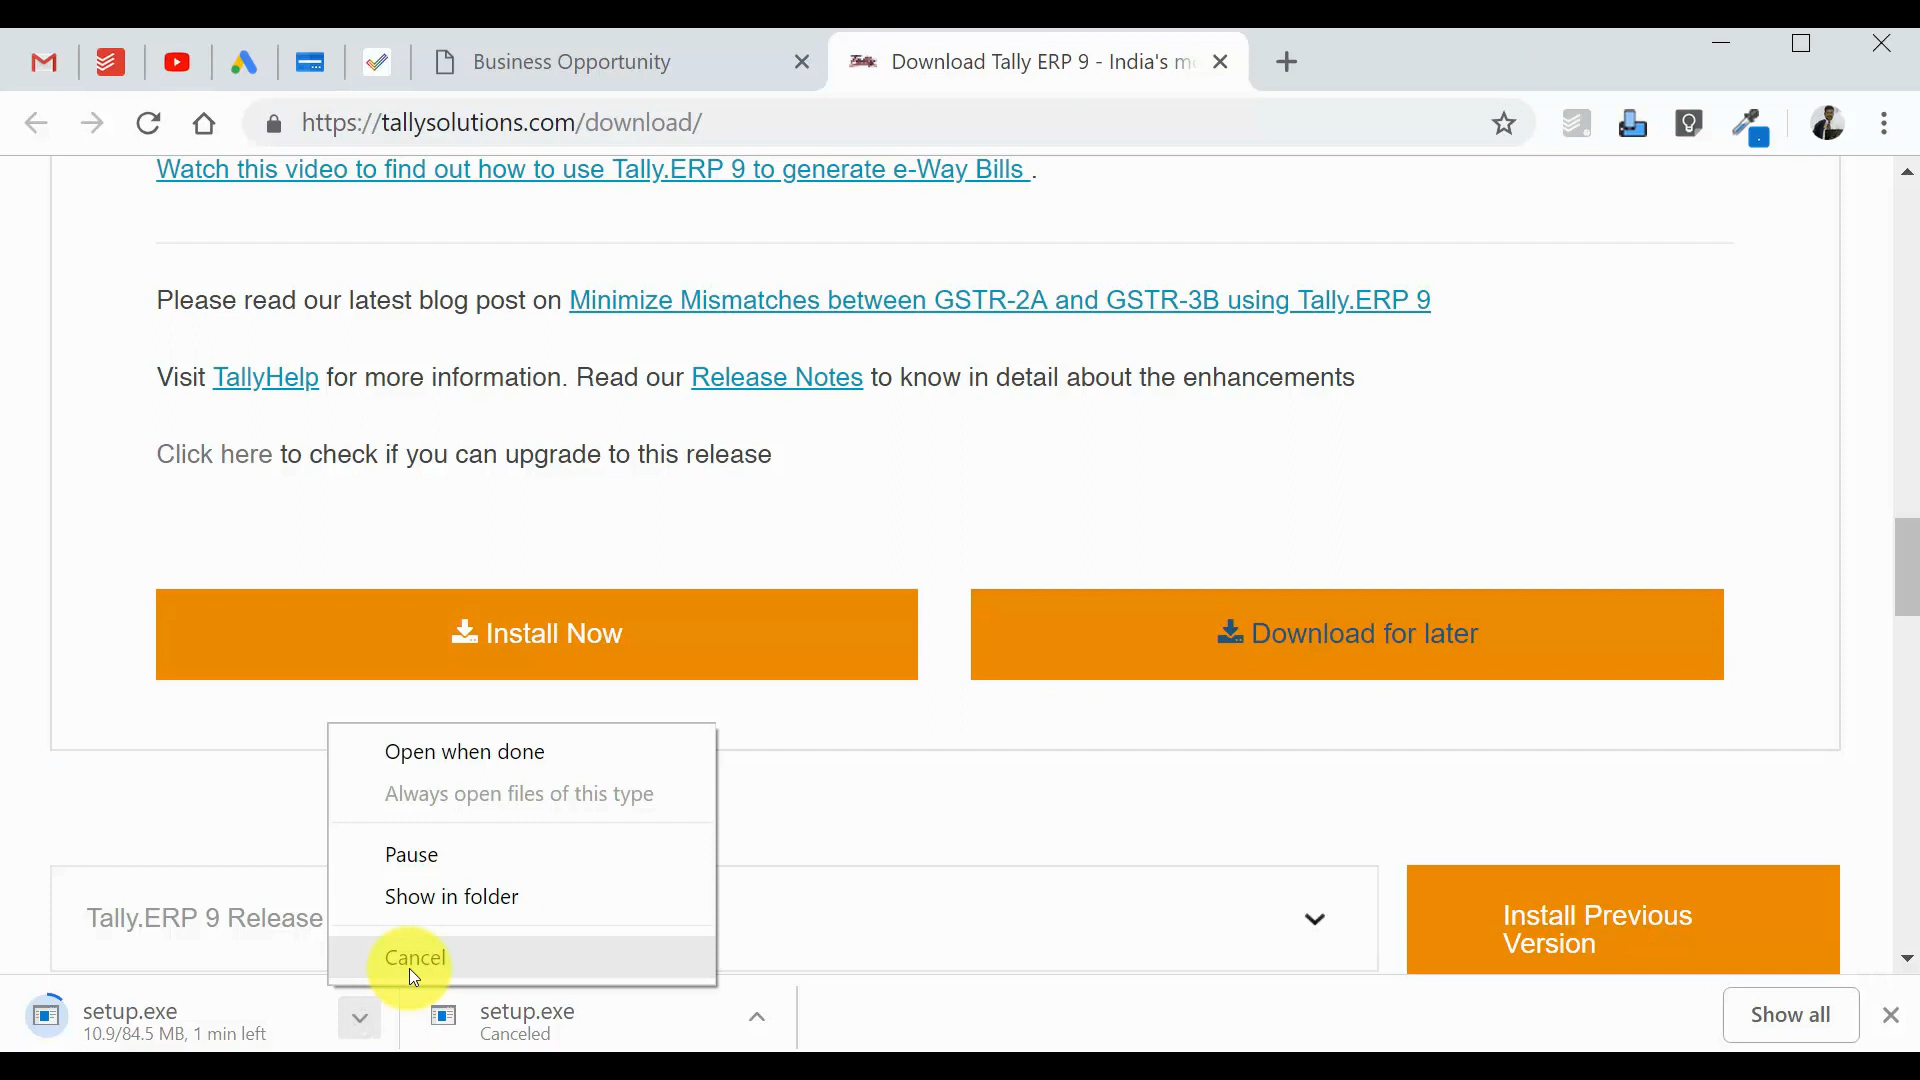 Business Opportunity
Download Tally ERP 9 - India's m
https://tallysolutions.com/download/
Watch this video to find out how to use Tally.ERP 9 to generate e-Way Bills .
Please read our latest blog post on Minimize Mismatches between GSTR-2A and GSTR-3B using Tally.ERP 9
Visit TallyHelp for more information. Read our Release Notes to know in detail about the enhancements
Click here to check if you can upgrade to this release
Install Now
Download for later
Open when done
Always open files of this type
Pause
Show in folder
Cancel
Tally.ERP 9 Release
Install Previous
Version
setup.exe
10.9/84.5 MB, 1 min left
setup.exe
Canceled
Show all